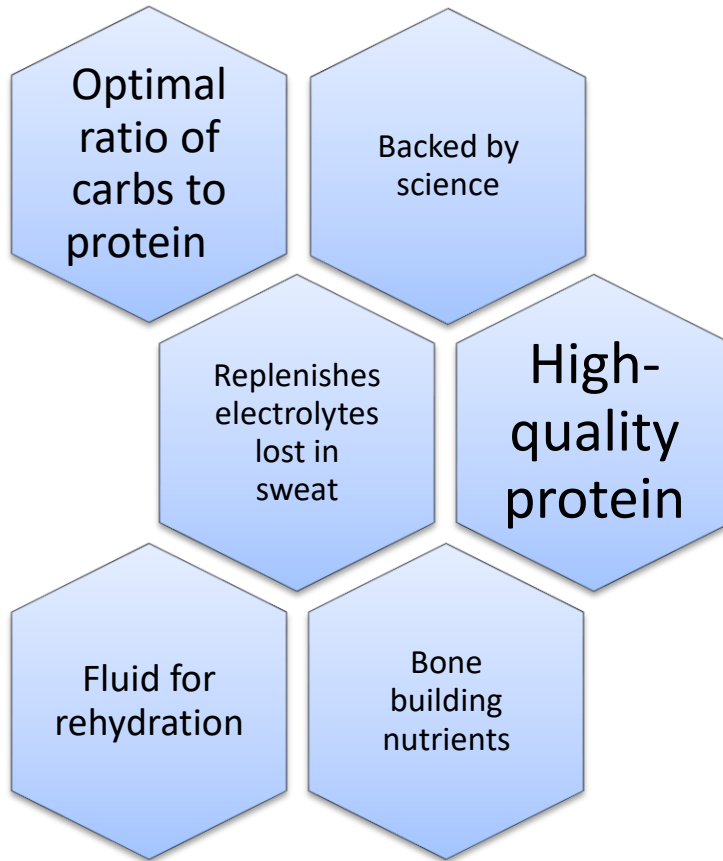 Optimal
ratio of
carbs to
protein
Backed by
science
Replenishes
electrolytes
lost in
sweat
High-
quality
protein
Fluid for
rehydration
Bone
building
nutrients